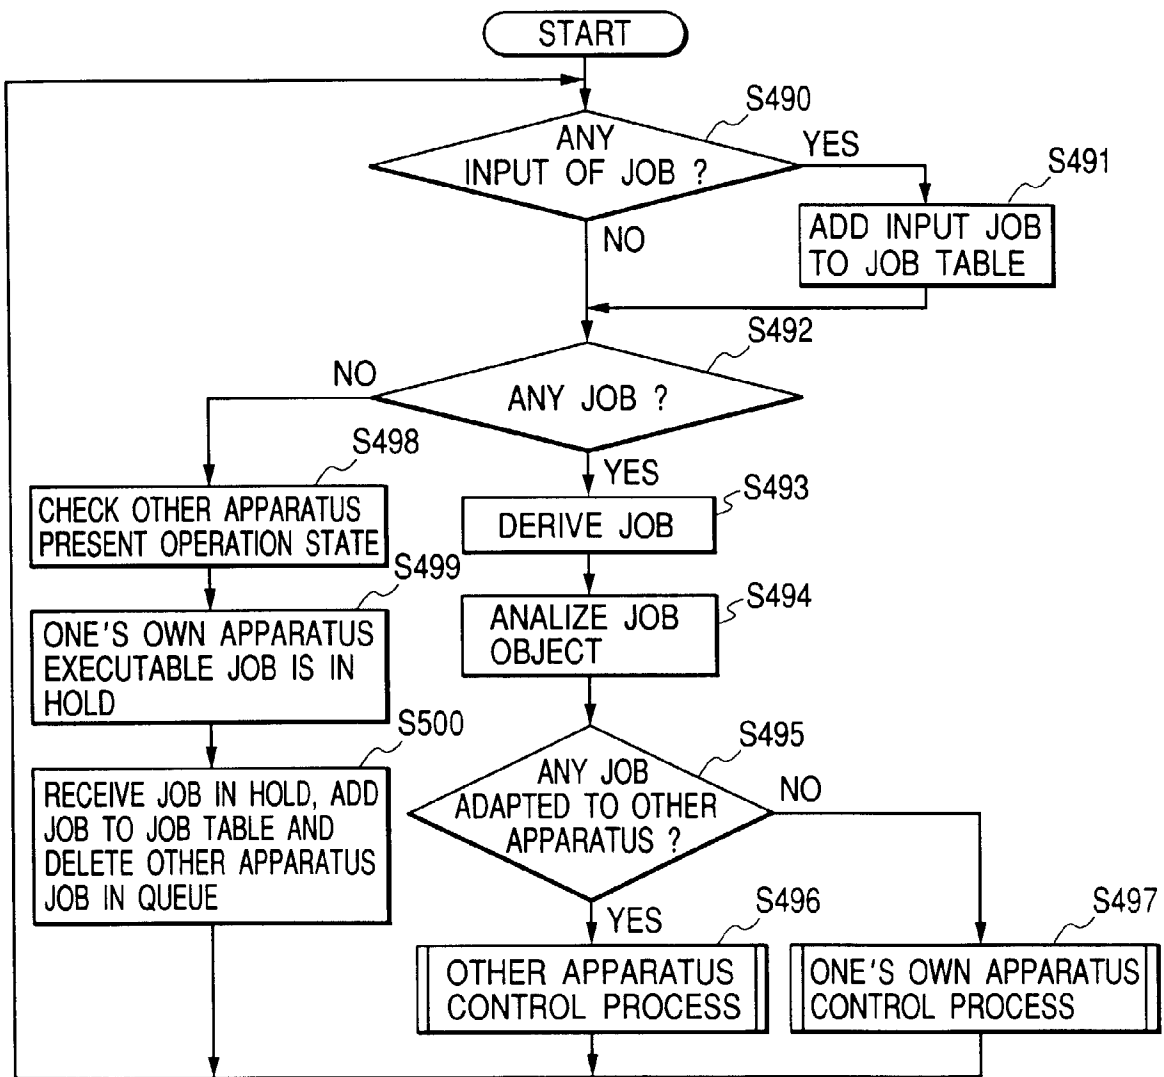 START
S490
ANY
INPUT OF JOB ?
YES
S491
ADD INPUT JOB
TO JOB TABLE
NO
S492
ANY JOB ?
NO
YES
S498
CHECK OTHER APPARATUS
PRESENT OPERATION STATE
S493
DERIVE JOB
S499
ONE'S OWN APPARATUS
EXECUTABLE JOB IS IN
HOLD
S494
ANALIZE JOB
OBJECT
S500
RECEIVE JOB IN HOLD, ADD
JOB TO JOB TABLE AND
DELETE OTHER APPARATUS
JOB IN QUEUE
S495
ANY JOB
ADAPTED TO OTHER
APPARATUS ?
NO
YES
S496
OTHER APPARATUS
CONTROL PROCESS
S497
ONE'S OWN APPARATUS
CONTROL PROCESS